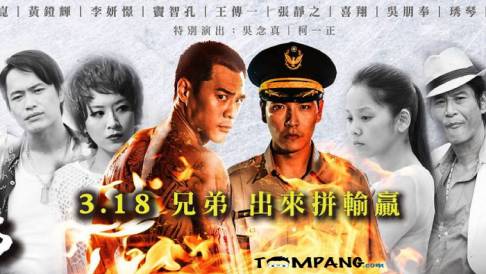 黃鐙輝|李妍憬|竇智孔|王傳一|張靜之|喜翔|吳朋奉|琇琴
特別演出:吳念真|柯一正
3.18 兄弟 出來拼輸贏
TOMPANG.com